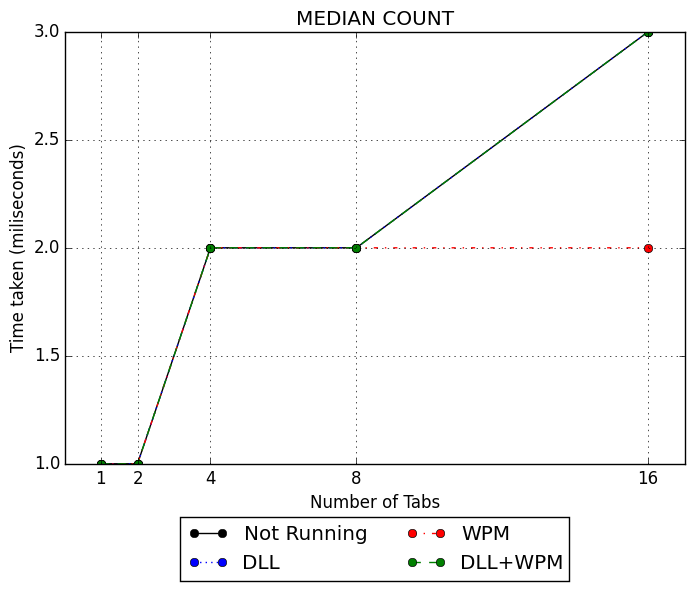 MEDIAN COUNT
3.0
2.5
2.0
1.5
1.0
Time taken (miliseconds)
1 2 4 8 16
Number of Tabs
Not Running WPM
DLL DLL+WPM